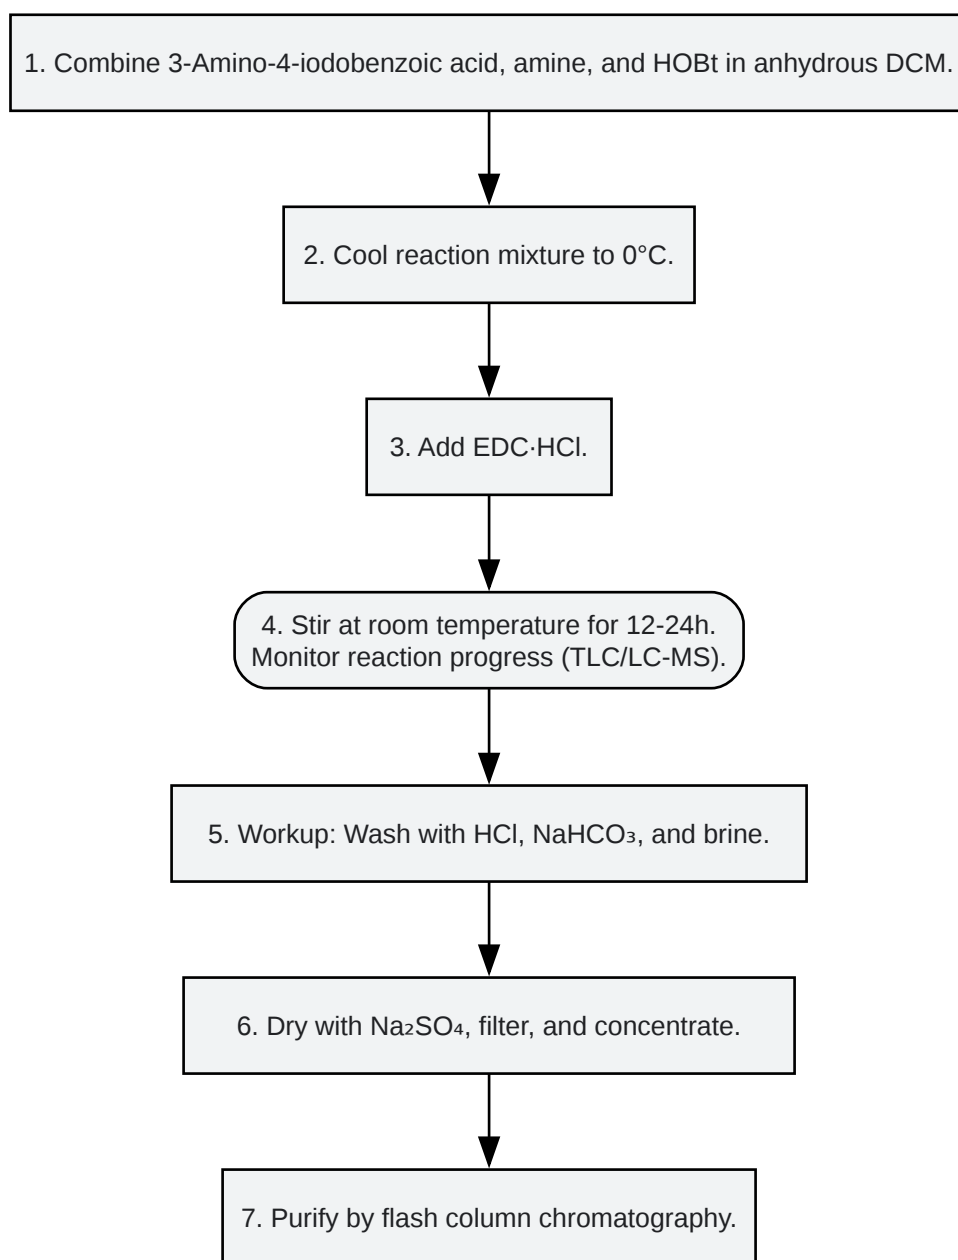 1. Combine 3-Amino-4-iodobenzoic acid, amine, and HOBt in anhydrous DCM.
2. Cool reaction mixture to 0°C.
3. Add EDC·HCl.
4. Stir at room temperature for 12-24h.
Monitor reaction progress (TLC/LC-MS).
5. Workup: Wash with HCl, NaHCO₃, and brine.
6. Dry with Na₂SO₄, filter, and concentrate.
7. Purify by flash column chromatography.